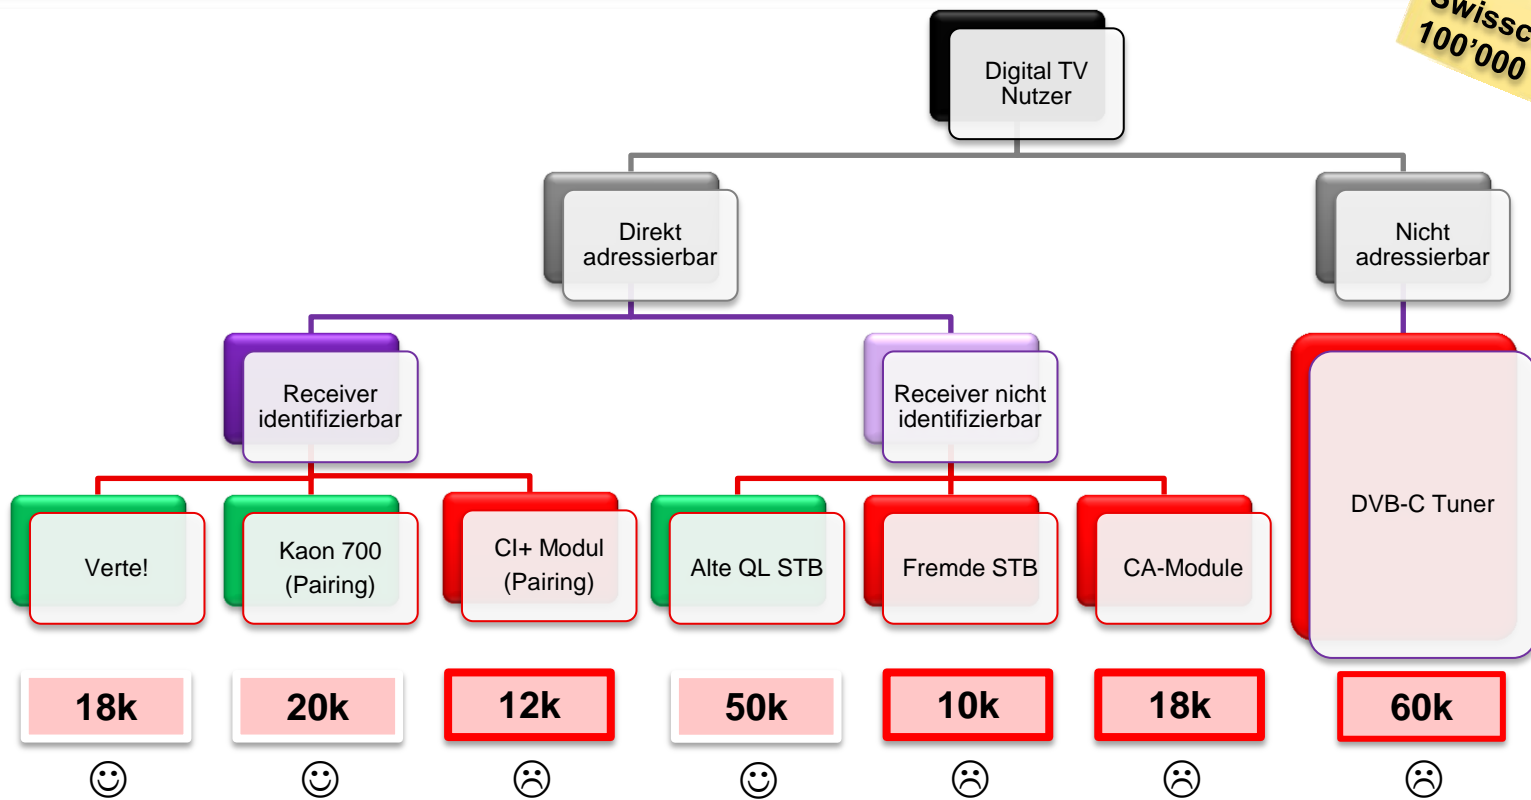 100’000
Digital TV
Nutzer
Direkt
adressierbar
Nicht
adressierbar
Receiver
identifizierbar
Receiver nicht
identifizierbar
Verte!
Kaon 700
(Pairing)
CI+ Modul
(Pairing)
Alte QL STB
Fremde STB
CA-Module
DVB-C Tuner
18k
20k
12k
50k
10k
18k
60k